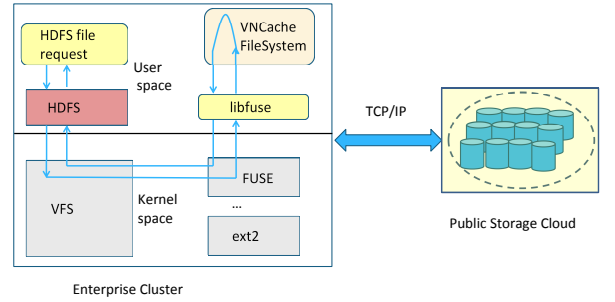 HDFS file
request
User
space
HDFS
VNCache
FileSystem
libfuse
TCP/IP
VFS
Kernel
space
FUSE
...
ext2
Public Storage Cloud
Enterprise Cluster